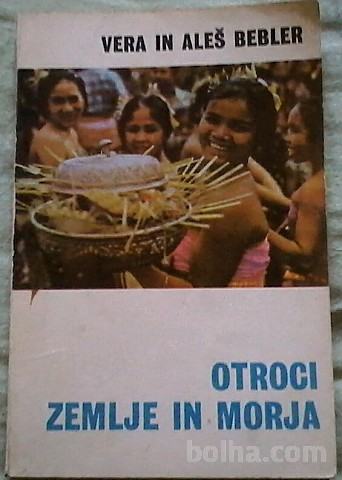 VERA IN ALEŠ BEBLER
OTROCI
ZEMLJE IN MORJA
bolha.com